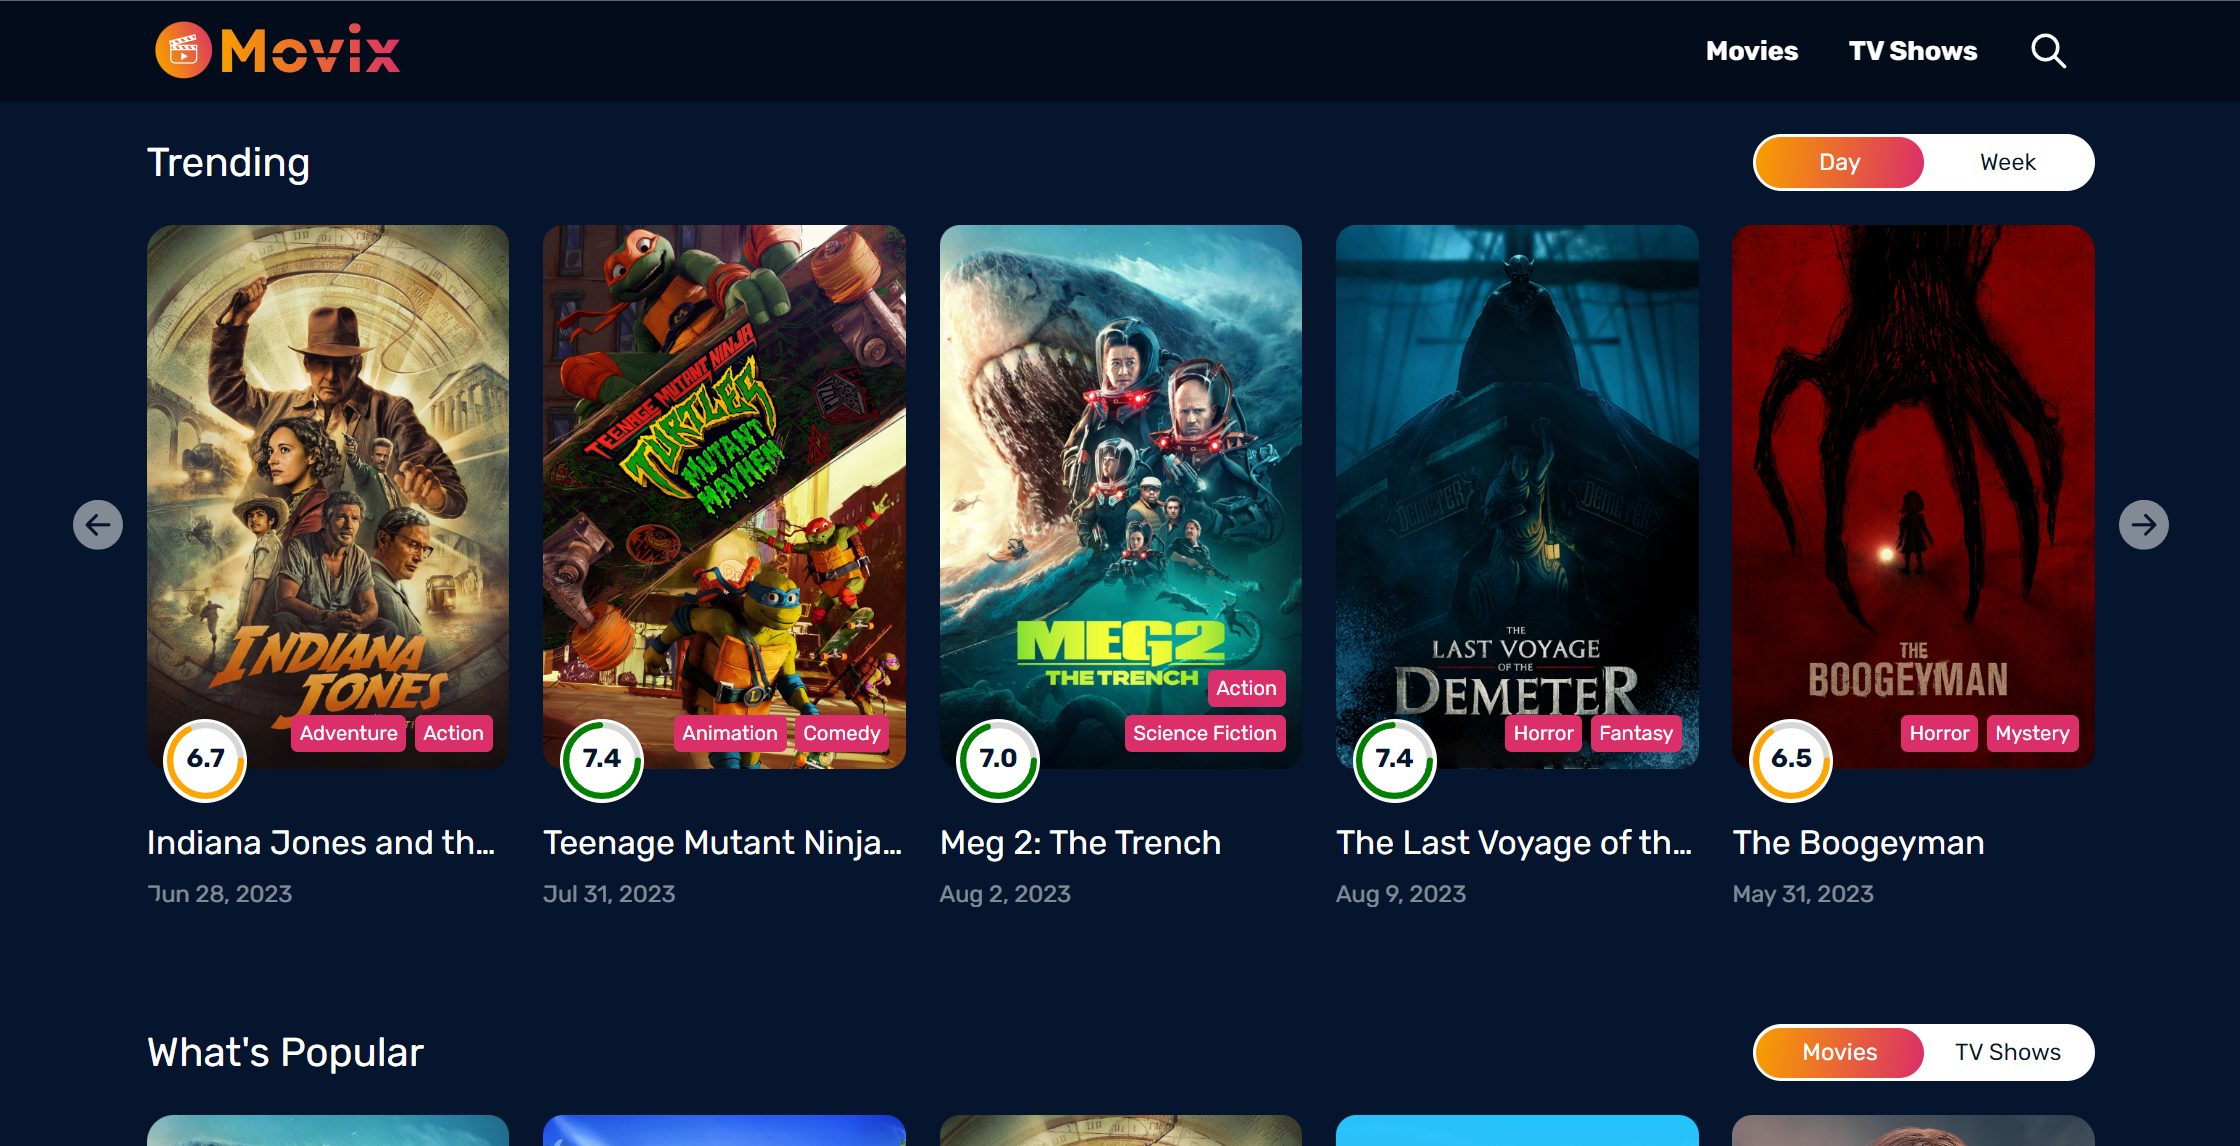 Movix
Movies
TV Shows
Trending
Day
Week
INDIANA
JONES
Adventure
Action
6.7
Indiana Jones and th...
Jun 28, 2023
TEENAGE MUTANT NINJA
TURTLES
MUTANT
MAYHEM
Animation
Comedy
7.4
Teenage Mutant Ninja...
Jul 31, 2023
MEG2
THE TRENCH
Action
Science Fiction
7.0
Meg 2: The Trench
Aug 2, 2023
DEMETER
DEMETER
THE
LAST VOYAGE
OF THE
DEMETER
Horror
Fantasy
7.4
The Last Voyage of th...
Aug 9, 2023
THE
BOOGEYMAN
Horror
Mystery
6.5
The Boogeyman
May 31, 2023
What's Popular
Movies
TV Shows